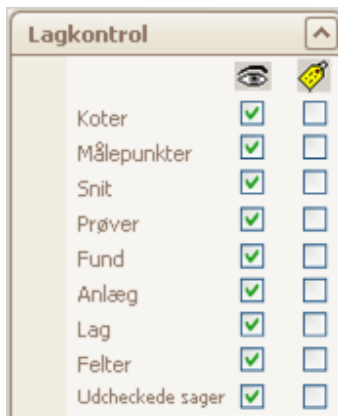 Lagkontrol
Koter
Målepunkter
Snit
Prøver
Fund
Anlæg
Lag
Felter
Udcheckede sager